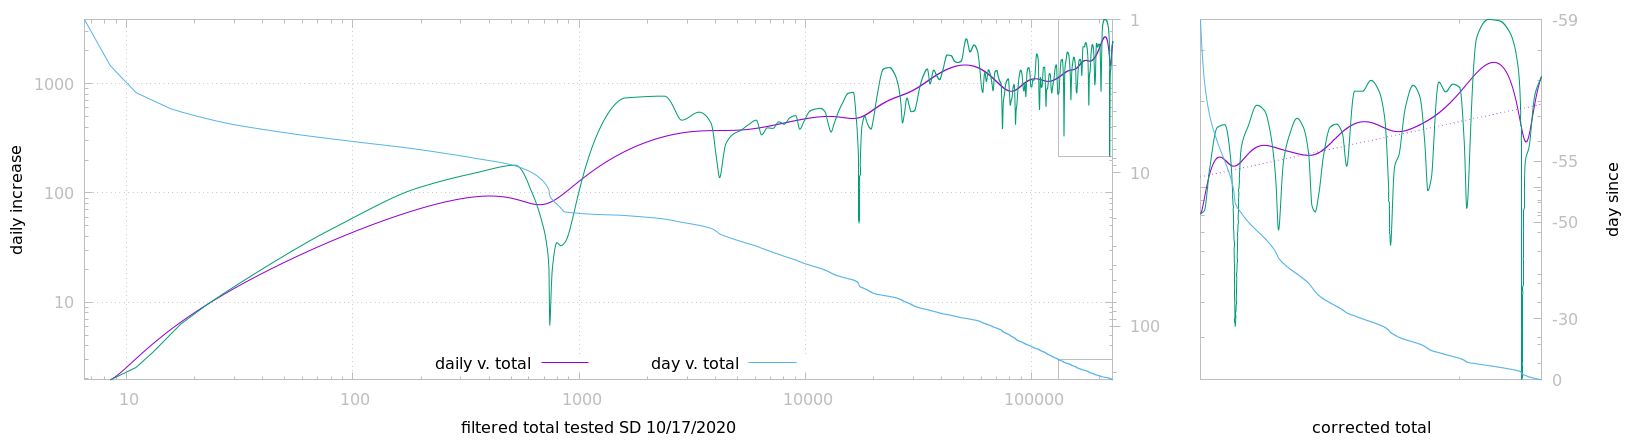 1000
100
10
daily increase
1
10
100
daily v. total
day v. total
10
100
1000
10000
100000
filtered total tested SD 10/17/2020
-59
-55
-50
-30
0
day since
corrected total